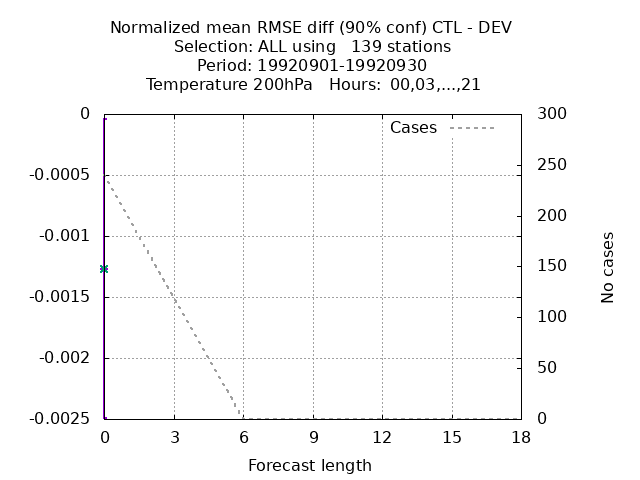 Normalized mean RMSE diff (90% conf) CTL - DEV
Selection: ALL using   139 stations
Period: 19920901-19920930
Temperature 200hPa   Hours:  00,03,...,21
Cases
0
-0.0005
-0.001
-0.0015
-0.002
-0.0025
300
250
200
150
100
50
0
No cases
0 3 6 9 12 15 18
Forecast length